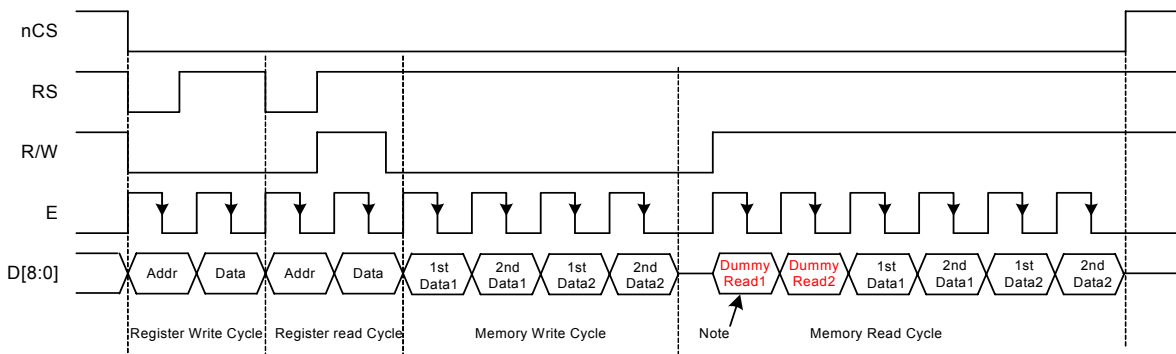 nCS
RS
R/W
E
D[8:0]
Addr
Data
Addr
Data
1st
Data1
2nd
Data1
1st
Data2
2nd
Data2
Dummy
Read1
Dummy
Read2
1st
Data1
2nd
Data1
1st
Data2
2nd
Data2
Register Write Cycle
Register read Cycle
Memory Write Cycle
Note
Memory Read Cycle